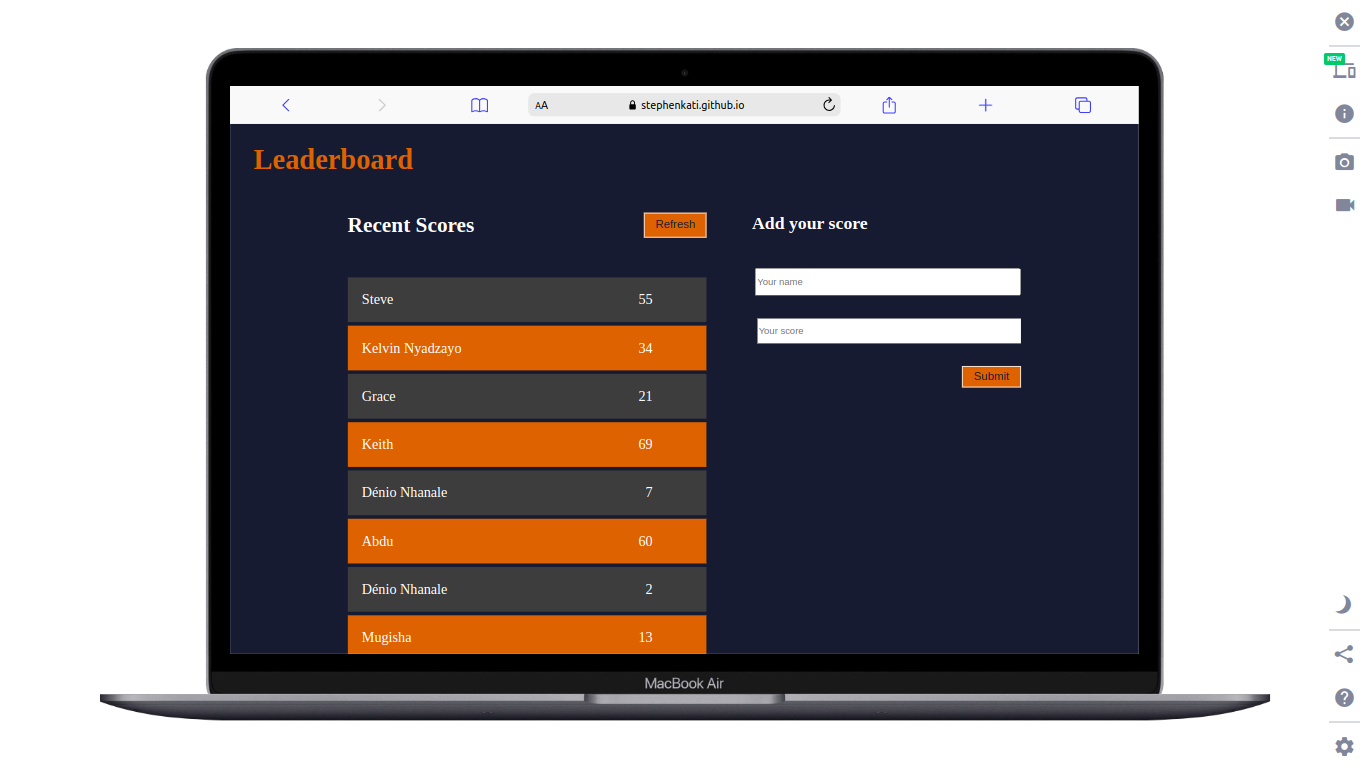 NEW
AA
stephenkati.github.io
Leaderboard
Recent Scores
Refresh
Steve 55
Kelvin Nyadzayo 34
Grace 21
Keith 69
Dénio Nhanale 7
Abdu 60
Dénio Nhanale 2
Mugisha 13
Add your score
Your name
Your score
Submit
MacBook Air